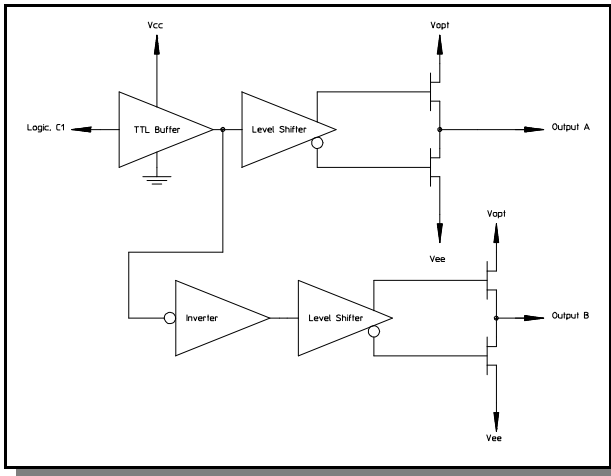 Vcc
Vopt
Logic, C1
TTL Buffer
Level Shifter
Output A
Vee
Vopt
Inverter
Level Shifter
Output B
Vee